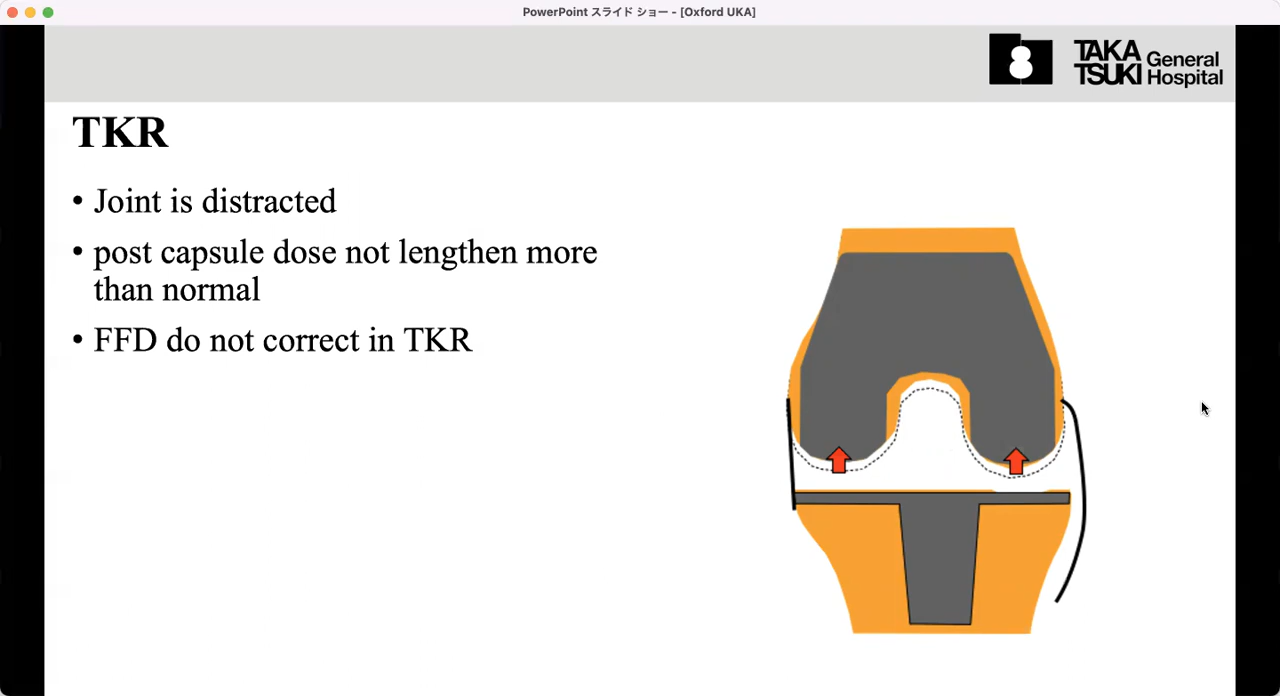 PowerPoint スライド ショー - [Oxford UKA]
TAKA
TSUKI
General
Hospital
TKR
• Joint is distracted
• post capsule dose not lengthen more
than normal
• FFD do not correct in TKR